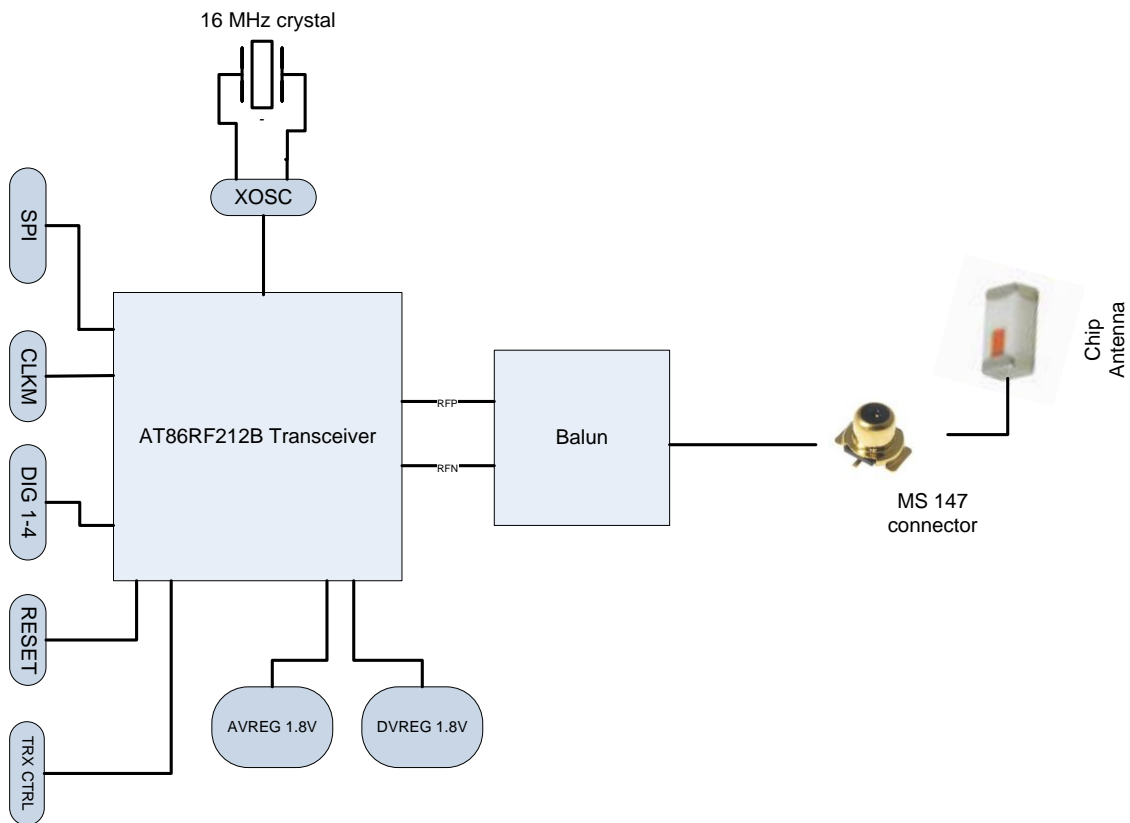 16 MHz crystal
XOSC
SPI
CLKM
DIG 1-4
RESET
TRX CTRL
AT86RF212B Transceiver
RFP
RFN
Balun
AVREG 1.8V
DVREG 1.8V
MS 147
connector
Chip
Antenna